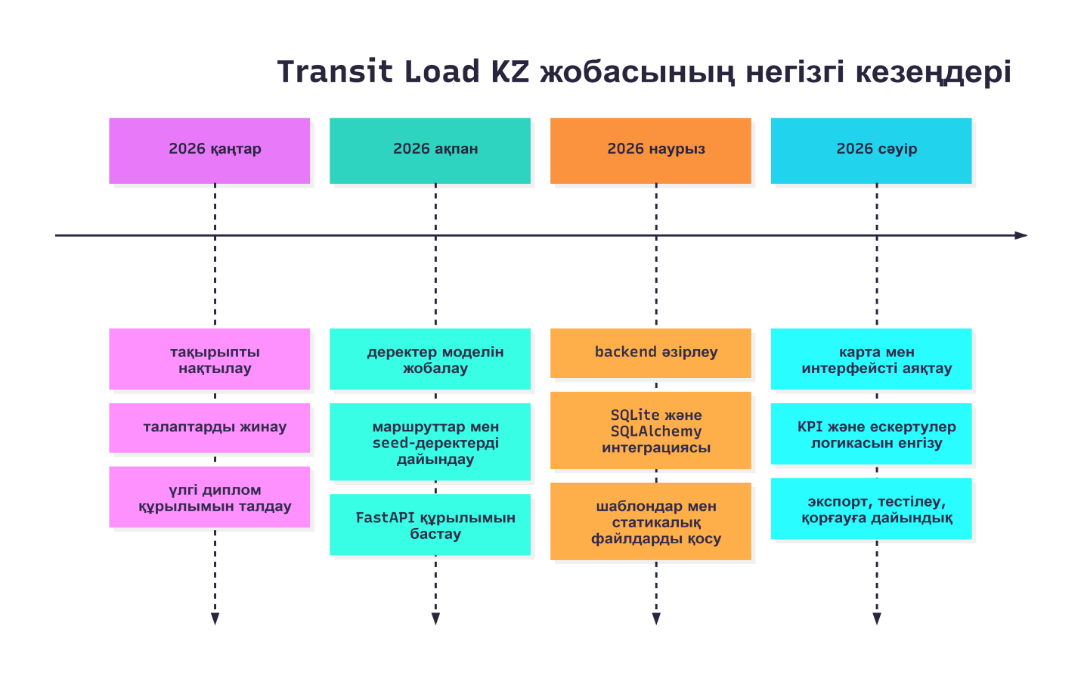 Transit Load KZ жобасының негізгі кезеңдері
2026 қаңтар
2026 ақпан
2026 наурыз
2026 сәуір
тақырыпты
нақтылау
талаптарды жинау
үлгі диплом
құрылымын талдау
деректер моделін
жобалау
маршруттар мен
seed-деректерді
дайындау
FastAPI құрылымын
бастау
backend әзірлеу
SQLite және
SQLAlchemy
интеграциясы
шаблондар мен
статикалық
файлдарды қосу
карта мен
интерфейсті аяқтау
KPI және ескертулер
логикасын енгізу
экспорт, тестілеу,
қорғауға дайындық